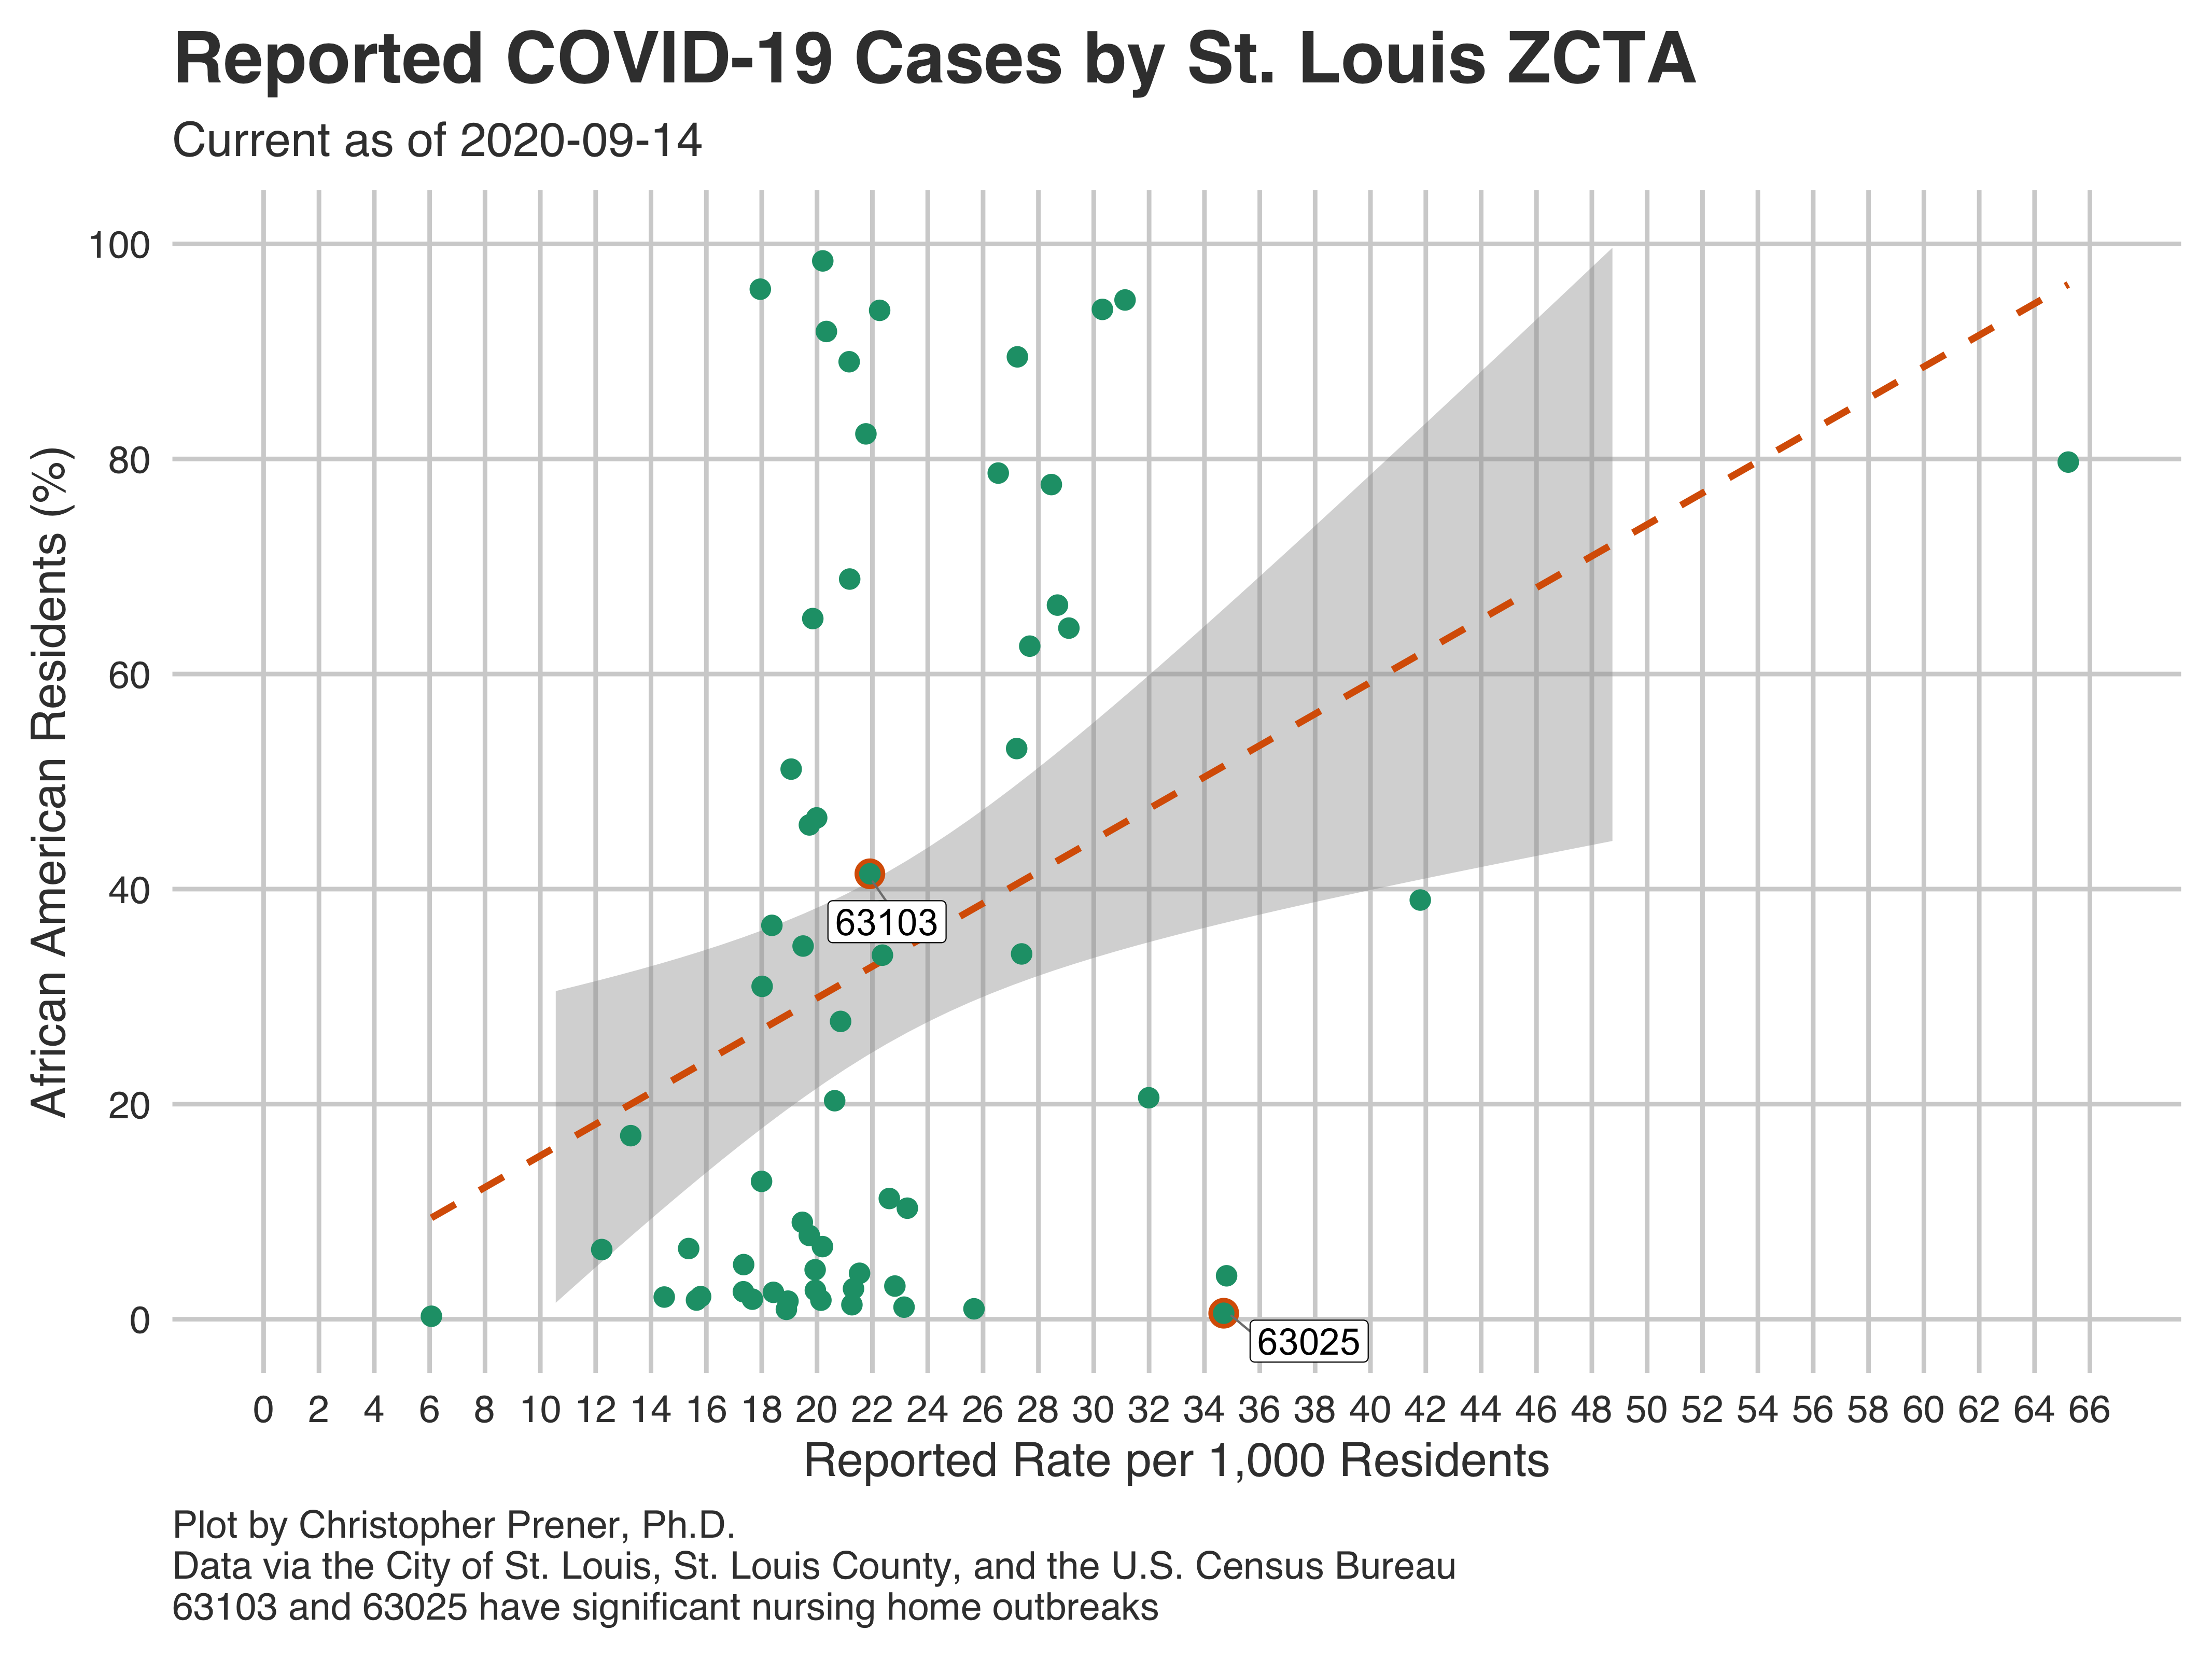 Reported COVID-19 Cases by St. Louis ZCTA
Current as of 2020-09-14
African American Residents (%)
100
80
60
40
20
0
63103
63025
0 2 4 6 8 10 12 14 16 18 20 22 24 26 28 30 32 34 36 38 40 42 44 46 48 50 52 54 56 58 60 62 64 66
Reported Rate per 1,000 Residents
Plot by Christopher Prener, Ph.D.
Data via the City of St. Louis, St. Louis County, and the U.S. Census Bureau
63103 and 63025 have significant nursing home outbreaks